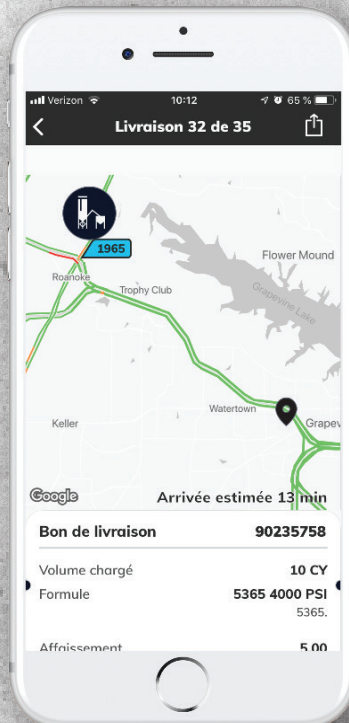 Verizon 10:12 65 %
Livraison 32 de 35
1965
Flower Mound
Roanoke
Trophy Club
Grapevine Lake
Watertown
Keller
Grapev
Google Arrivée estimée 13 min
Bon de livraison 90235758
Volume chargé 10 CY
Formule 5365 4000 PSI
5365.
Affaissement 5.00